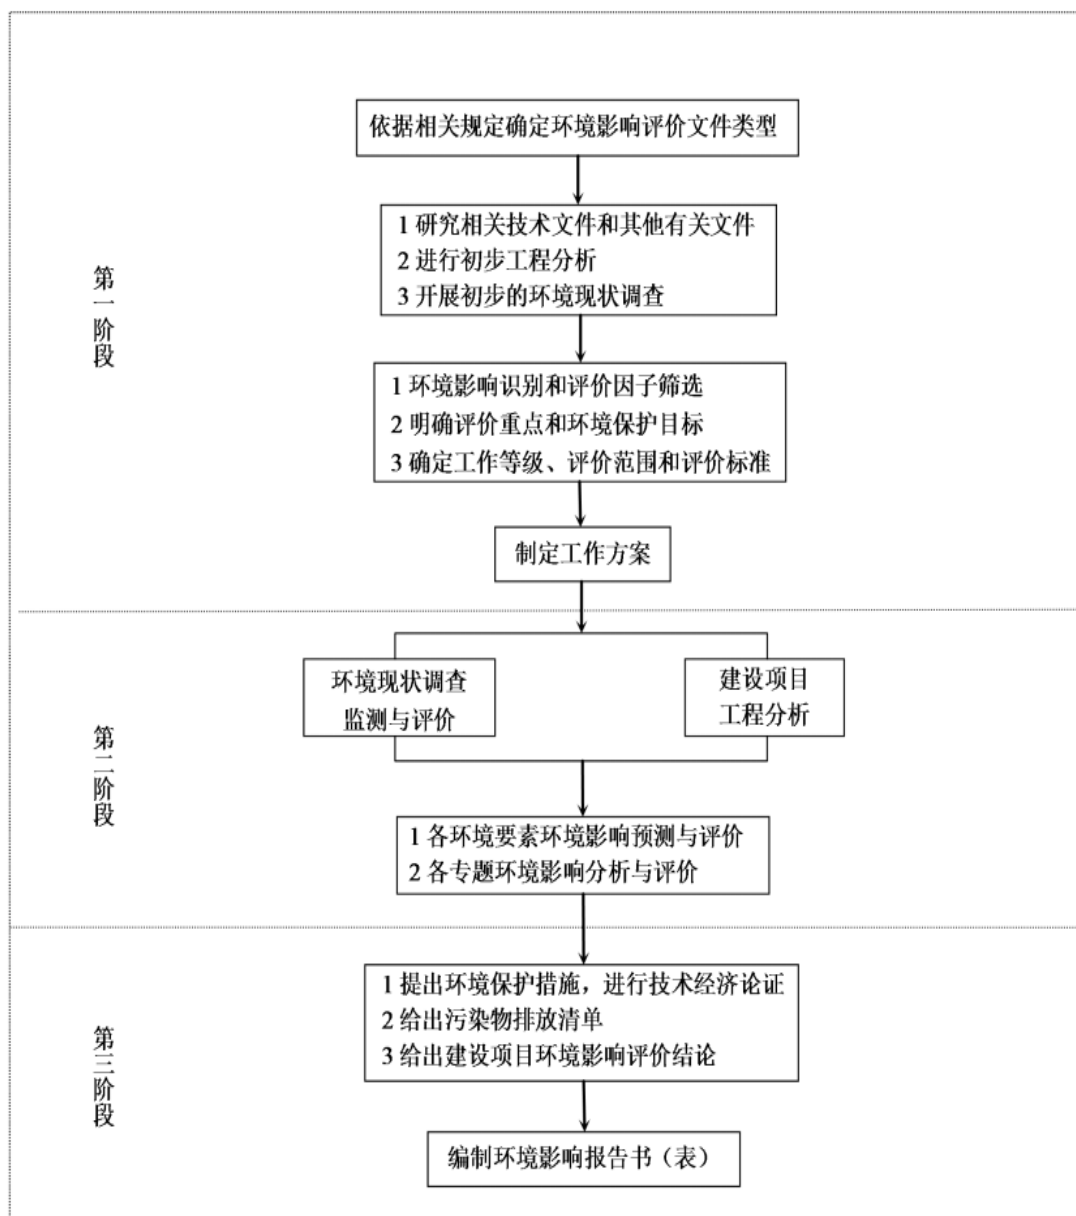 依据相关规定确定环境影响评价文件类型
1 研究相关技术文件和其他有关文件
2 进行初步工程分析
3 开展初步的环境现状调查
第一阶段
1 环境影响识别和评价因子筛选
2 明确评价重点和环境保护目标
3 确定工作等级、评价范围和评价标准
制定工作方案
环境现状调查
监测与评价
建设项目
工程分析
第二阶段
1 各环境要素环境影响预测与评价
2 各专题环境影响分析与评价
1 提出环境保护措施，进行技术经济论证
2 给出污染物排放清单
3 给出建设项目环境影响评价结论
第三阶段
编制环境影响报告书（表）